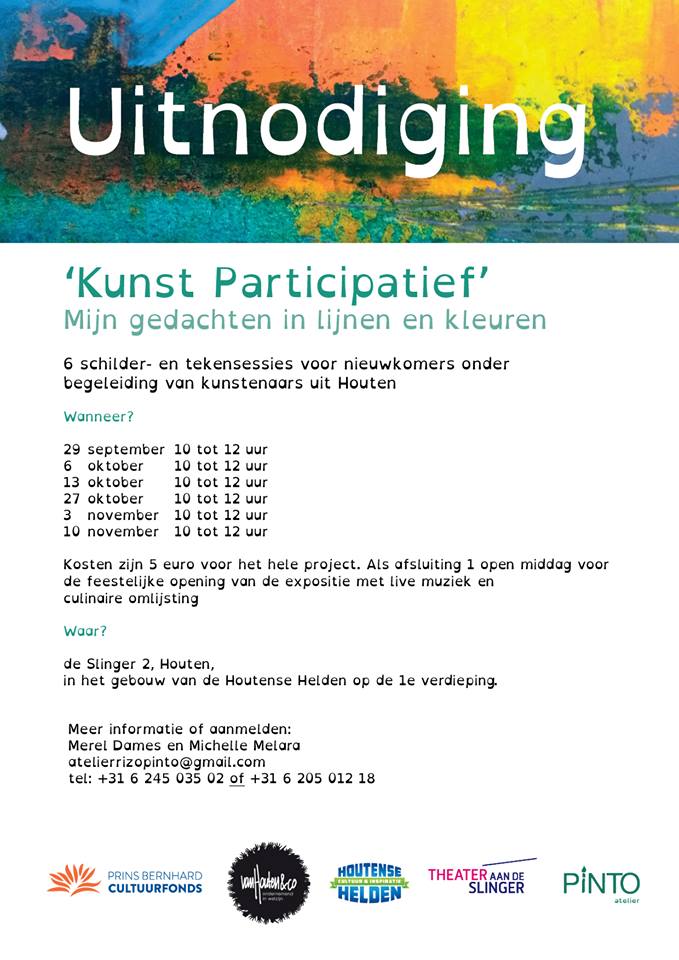 Uitnodiging
‘Kunst Participatief’
Mijn gedachten in lijnen en kleuren
6 schilder- en tekensessies voor nieuwkomers onder
begeleiding van kunstenaars uit Houten
Wanneer?
29 september 10 tot 12 uur
6 oktober 10 tot 12 uur
13 oktober 10 tot 12 uur
27 oktober 10 tot 12 uur
3 november 10 tot 12 uur
10 november 10 tot 12 uur
Kosten zijn 5 euro voor het hele project. Als afsluiting 1 open middag voor
de feestelijke opening van de expositie met live muziek en
culinaire omlijsting
Waar?
de Slinger 2, Houten,
in het gebouw van de Houtense Helden op de 1e verdieping.
Meer informatie of aanmelden:
Merel Dames en Michelle Melara
atelierrizopinto@gmail.com
tel: +31 6 245 035 02 of +31 6 205 012 18
PRINS BERNHARD
CULTUURFONDS
vanHouten&co
ondernemend
in welzijn
HOUTENSE
CULTUUR & INSPIRATIE
HELDEN
THEATER AAN DE
SLINGER
PiNTO
atelier